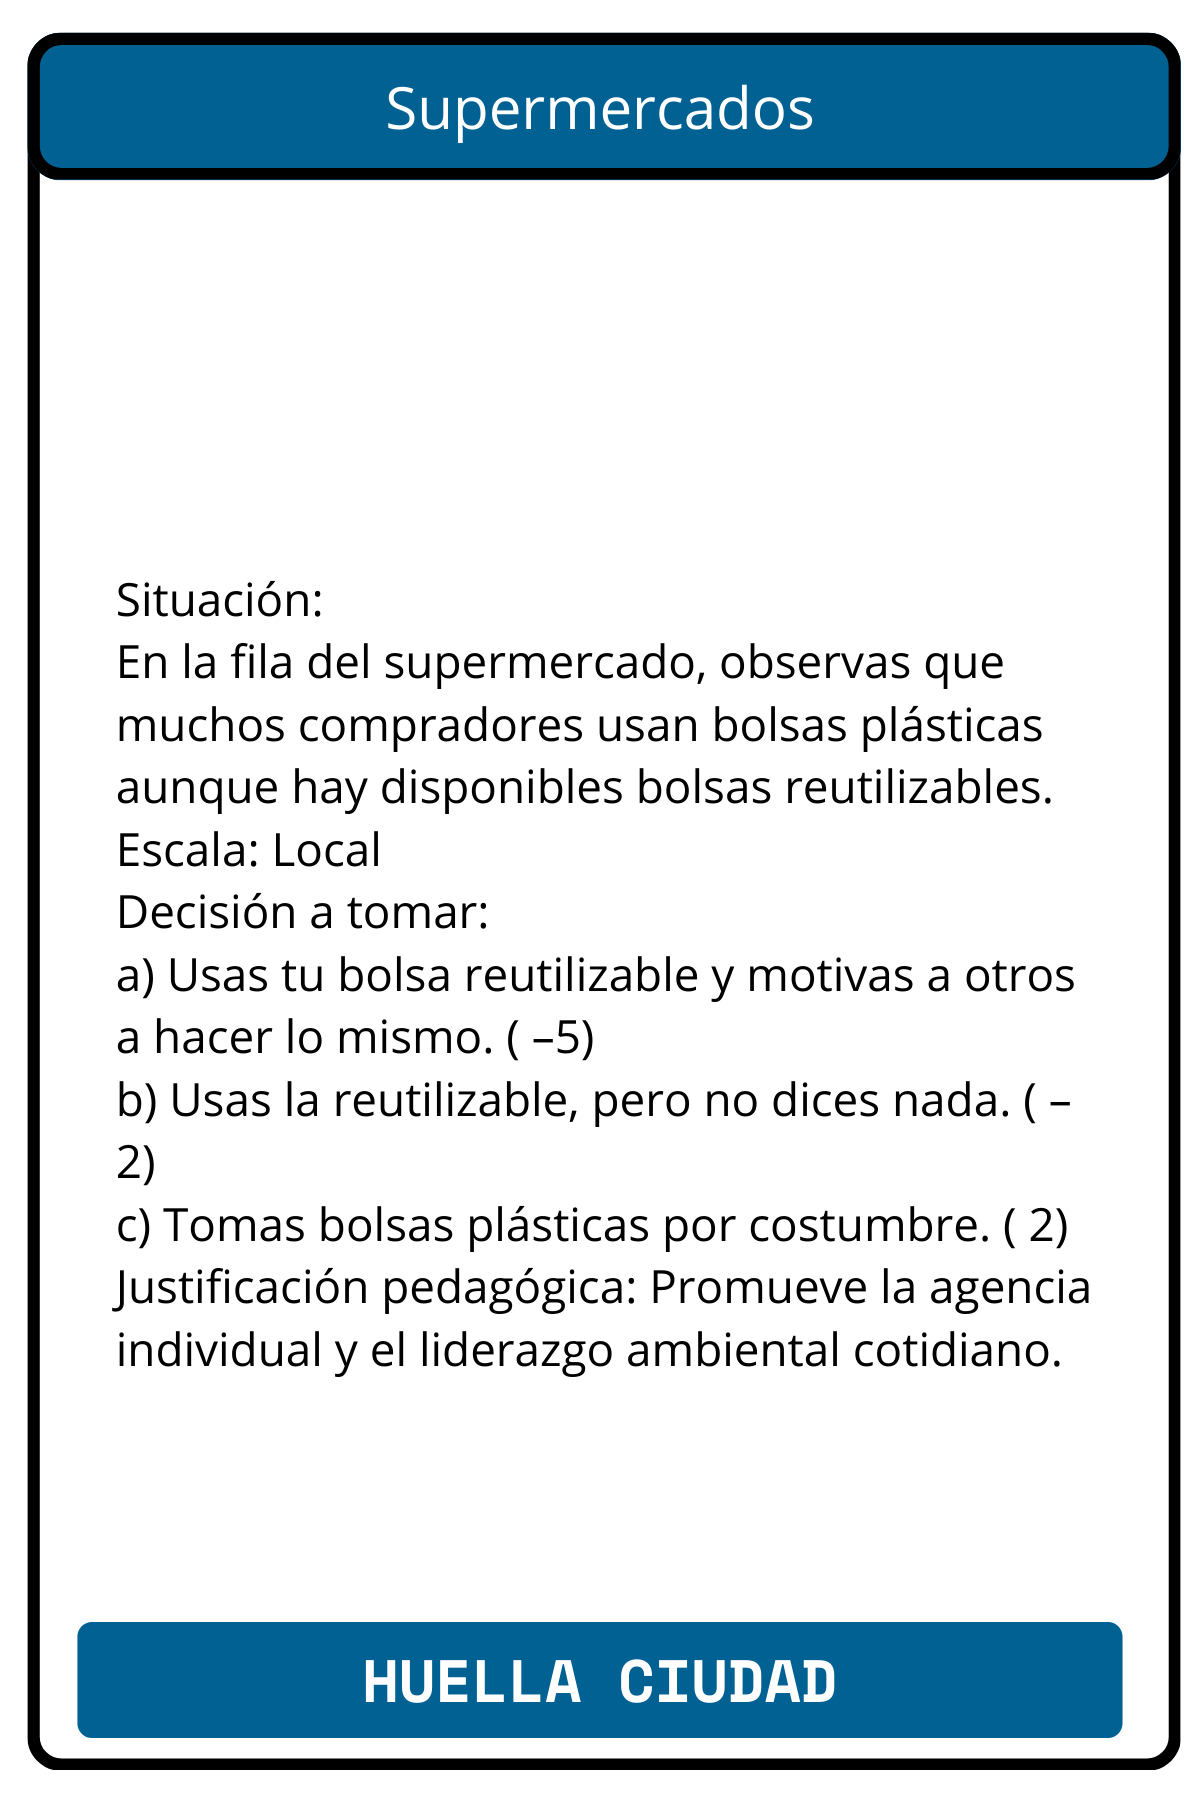 Supermercados
Situación:
En la fila del supermercado, observas que
muchos compradores usan bolsas plásticas
aunque hay disponibles bolsas reutilizables.
Escala: Local
Decisión a tomar:
a) Usas tu bolsa reutilizable y motivas a otros
a hacer lo mismo. ( –5)
b) Usas la reutilizable, pero no dices nada. ( –
2)
c) Tomas bolsas plásticas por costumbre. ( 2)
Justificación pedagógica: Promueve la agencia
individual y el liderazgo ambiental cotidiano.
HUELLA CIUDAD